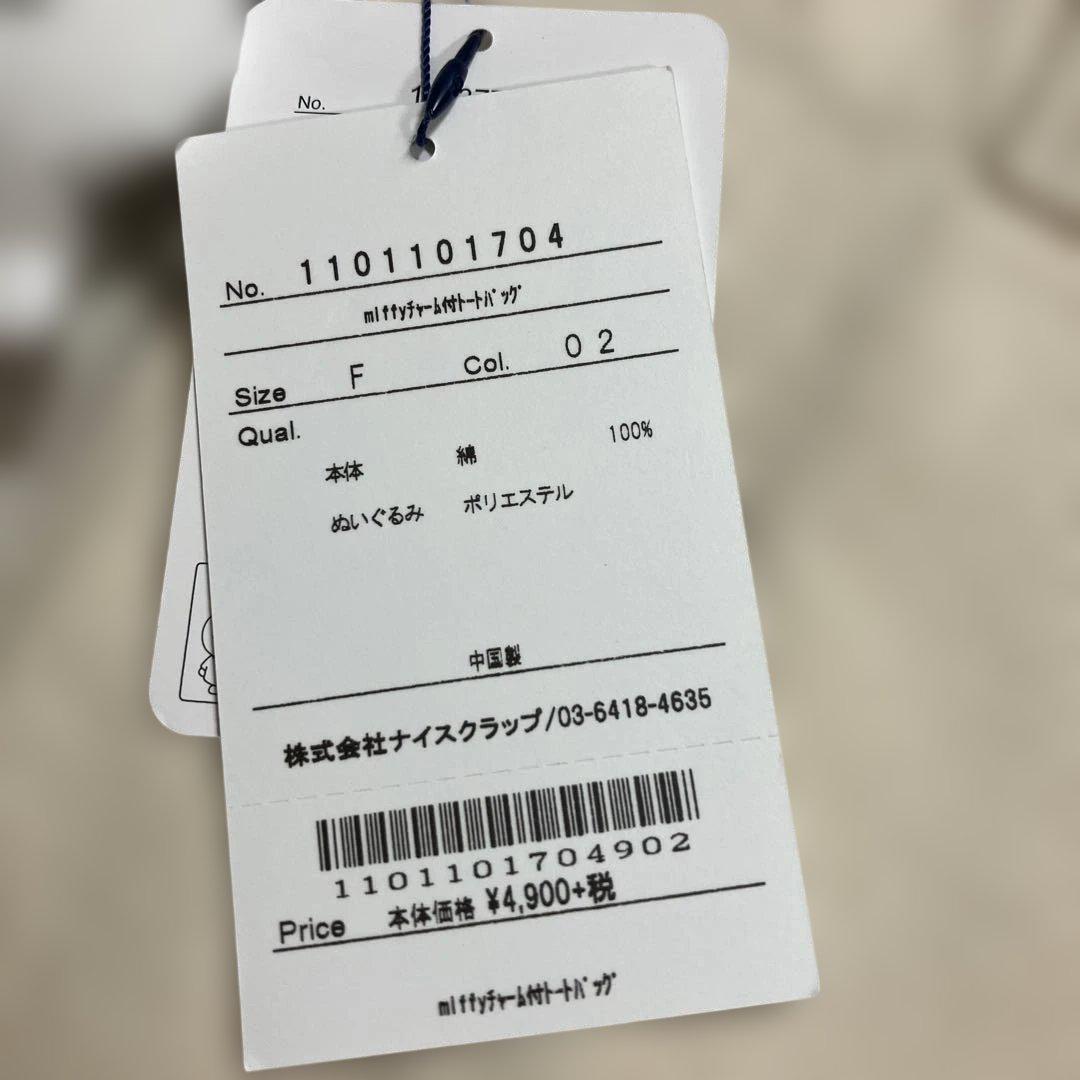 No.
No. 1101101704
miffyﾁｬｰﾑ付ﾄｰﾄﾊﾞｯｸﾞ
Size F Col. 02
Qual.
本体 綿 100%
ぬいぐるみ ポリエステル
中国製
株式会社ナイスクラップ/03-6418-4635
1101101704902
Price 本体価格 ¥4,900+税
miffyﾁｬｰﾑ付ﾄｰﾄﾊﾞｯｸﾞ